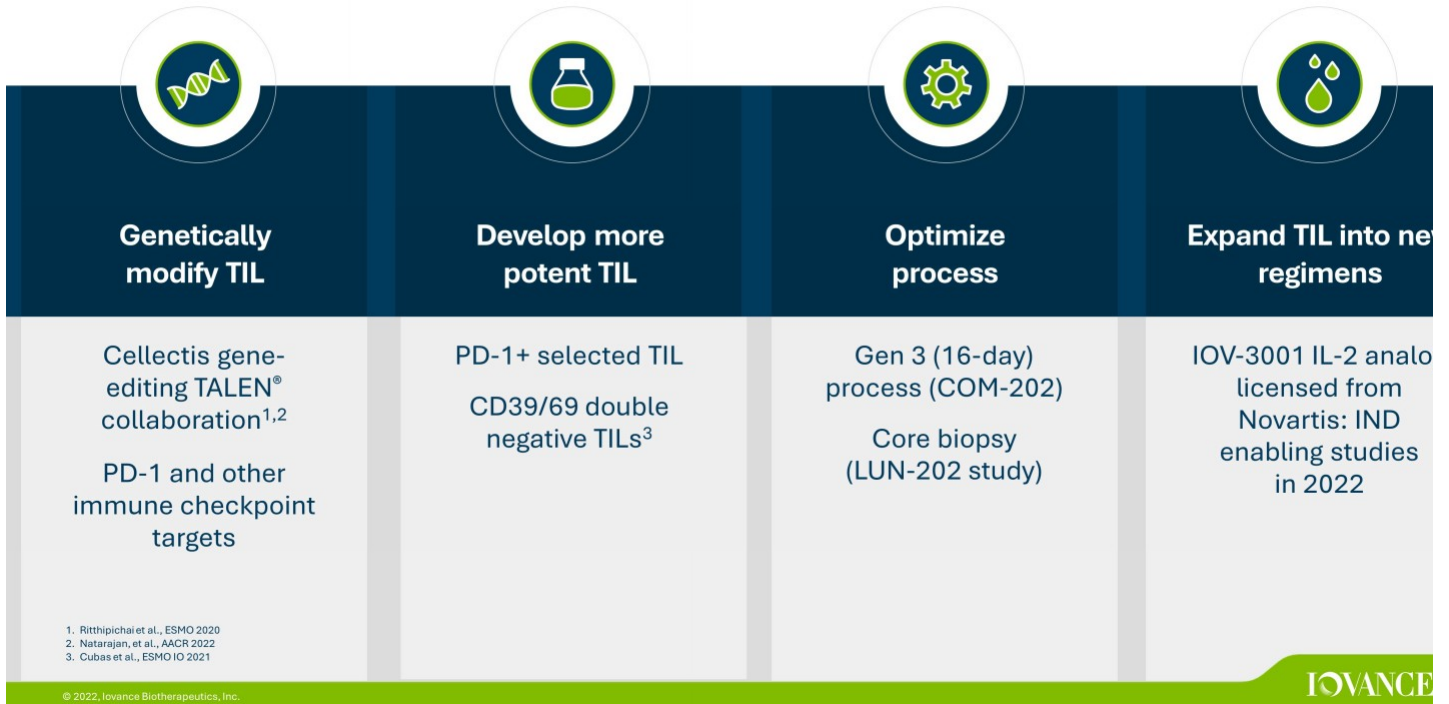 Genetically
modify TIL
Cellectis gene-
editing TALEN®
collaboration1,2
PD-1 and other
immune checkpoint
targets
Develop more
potent TIL
PD-1+ selected TIL
CD39/69 double
negative TILs3
Optimize
process
Gen 3 (16-day)
process (COM-202)
Core biopsy
(LUN-202 study)
Expand TIL into ne
regimens
IOV-3001 IL-2 analo
licensed from
Novartis: IND
enabling studies
in 2022
1. Ritthipichai et al., ESMO 2020
2. Natarajan, et al., AACR 2022
3. Cubas et al., ESMO IO 2021
© 2022, Iovance Biotherapeutics, Inc.
IOVANCE